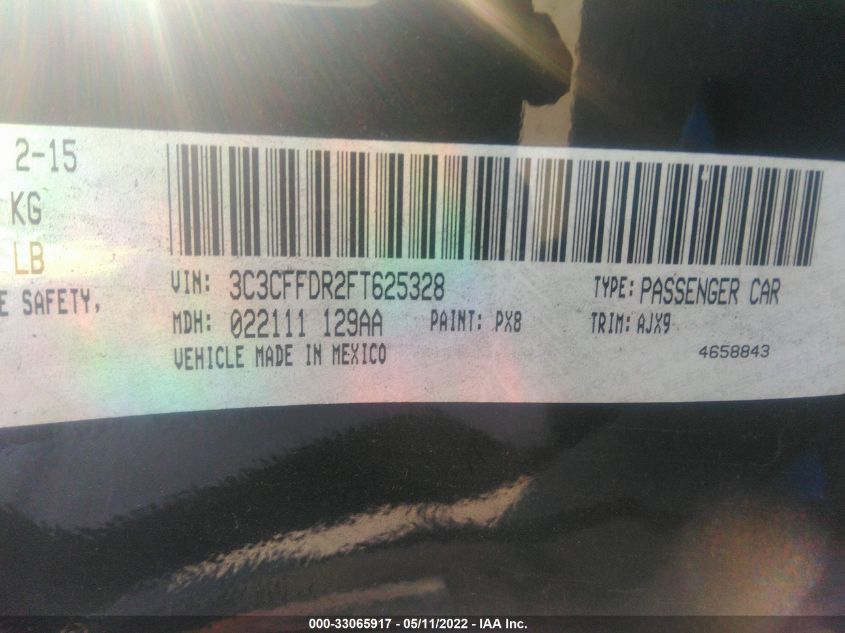 2-15
KG
LB
E SAFETY,
VIN: 3C3CFFDR2FT625328 TYPE: PASSENGER CAR
MDH: 022111 129AA PAINT: PX8 TRIM: AJX9
VEHICLE MADE IN MEXICO 4658843
000-33065917 - 05/11/2022 - IAA Inc.